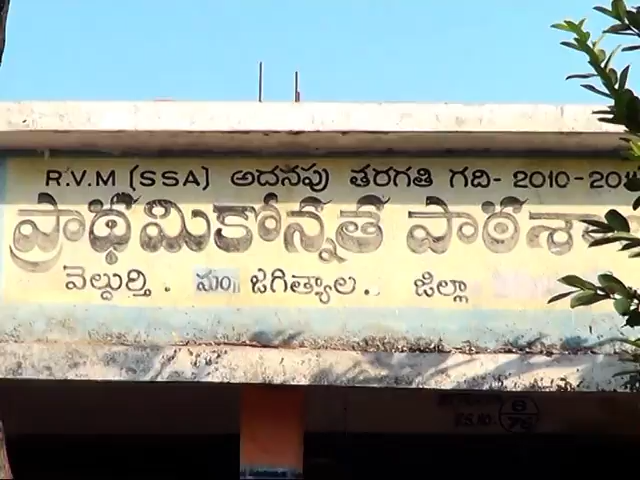 R.V.M (SSA) అదనపు తరగతి గది- 2010-20
ప్రాథమికోన్నత పాఠశా
వెల్దుర్తి. మం॥ జగిత్యాల. జిల్లా